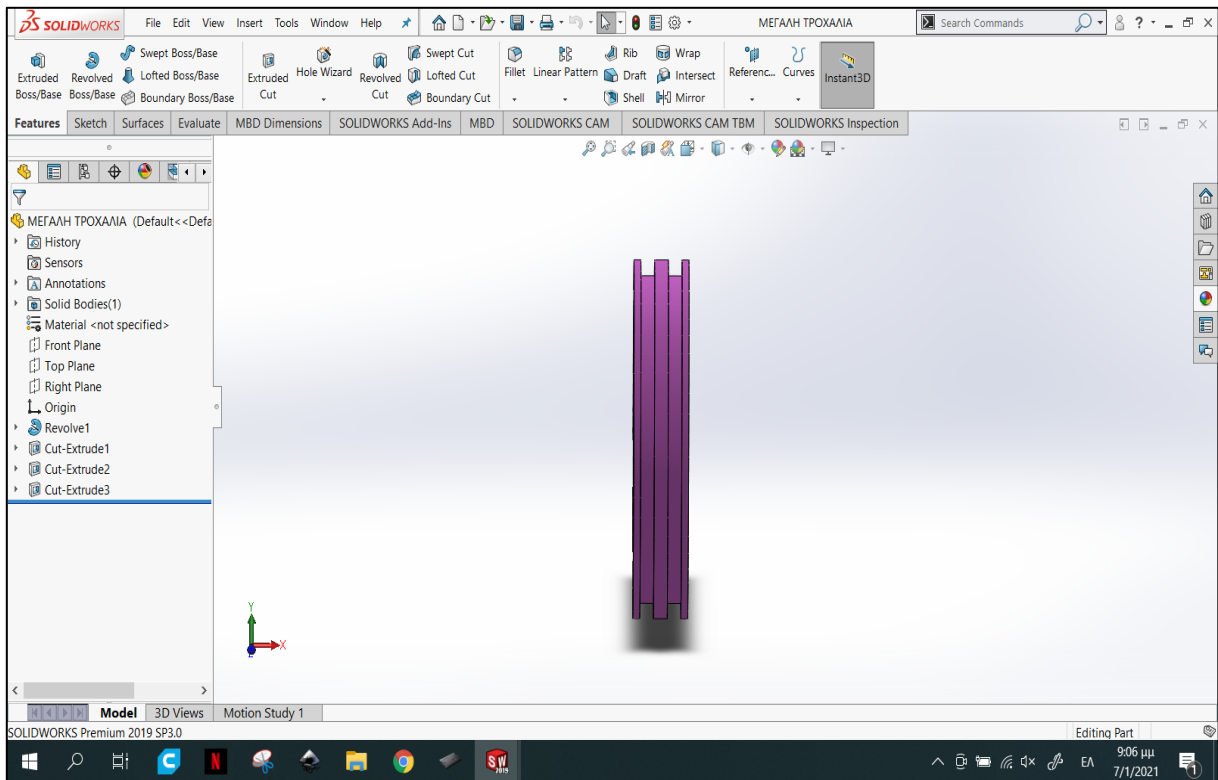 SOLIDWORKS File Edit View Insert Tools Window Help ΜΕΓΑΛΗ ΤΡΟΧΑΛΙΑ Search Commands
Extruded Boss/Base Revolved Boss/Base Swept Boss/Base Lofted Boss/Base Boundary Boss/Base Extruded Cut Hole Wizard Revolved Cut Swept Cut Lofted Cut Boundary Cut Fillet Linear Pattern Rib Draft Shell Wrap Intersect Mirror Referenc... Curves Instant3D
Features Sketch Surfaces Evaluate MBD Dimensions SOLIDWORKS Add-Ins MBD SOLIDWORKS CAM SOLIDWORKS CAM TBM SOLIDWORKS Inspection
ΜΕΓΑΛΗ ΤΡΟΧΑΛΙΑ (Default<<Defa
History
Sensors
Annotations
Solid Bodies(1)
Material <not specified>
Front Plane
Top Plane
Right Plane
Origin
Revolve1
Cut-Extrude1
Cut-Extrude2
Cut-Extrude3
Y
X
Z
Model 3D Views Motion Study 1
SOLIDWORKS Premium 2019 SP3.0 Editing Part
SW 2019 ΕΛ 9:06 μμ
7/1/2021
1